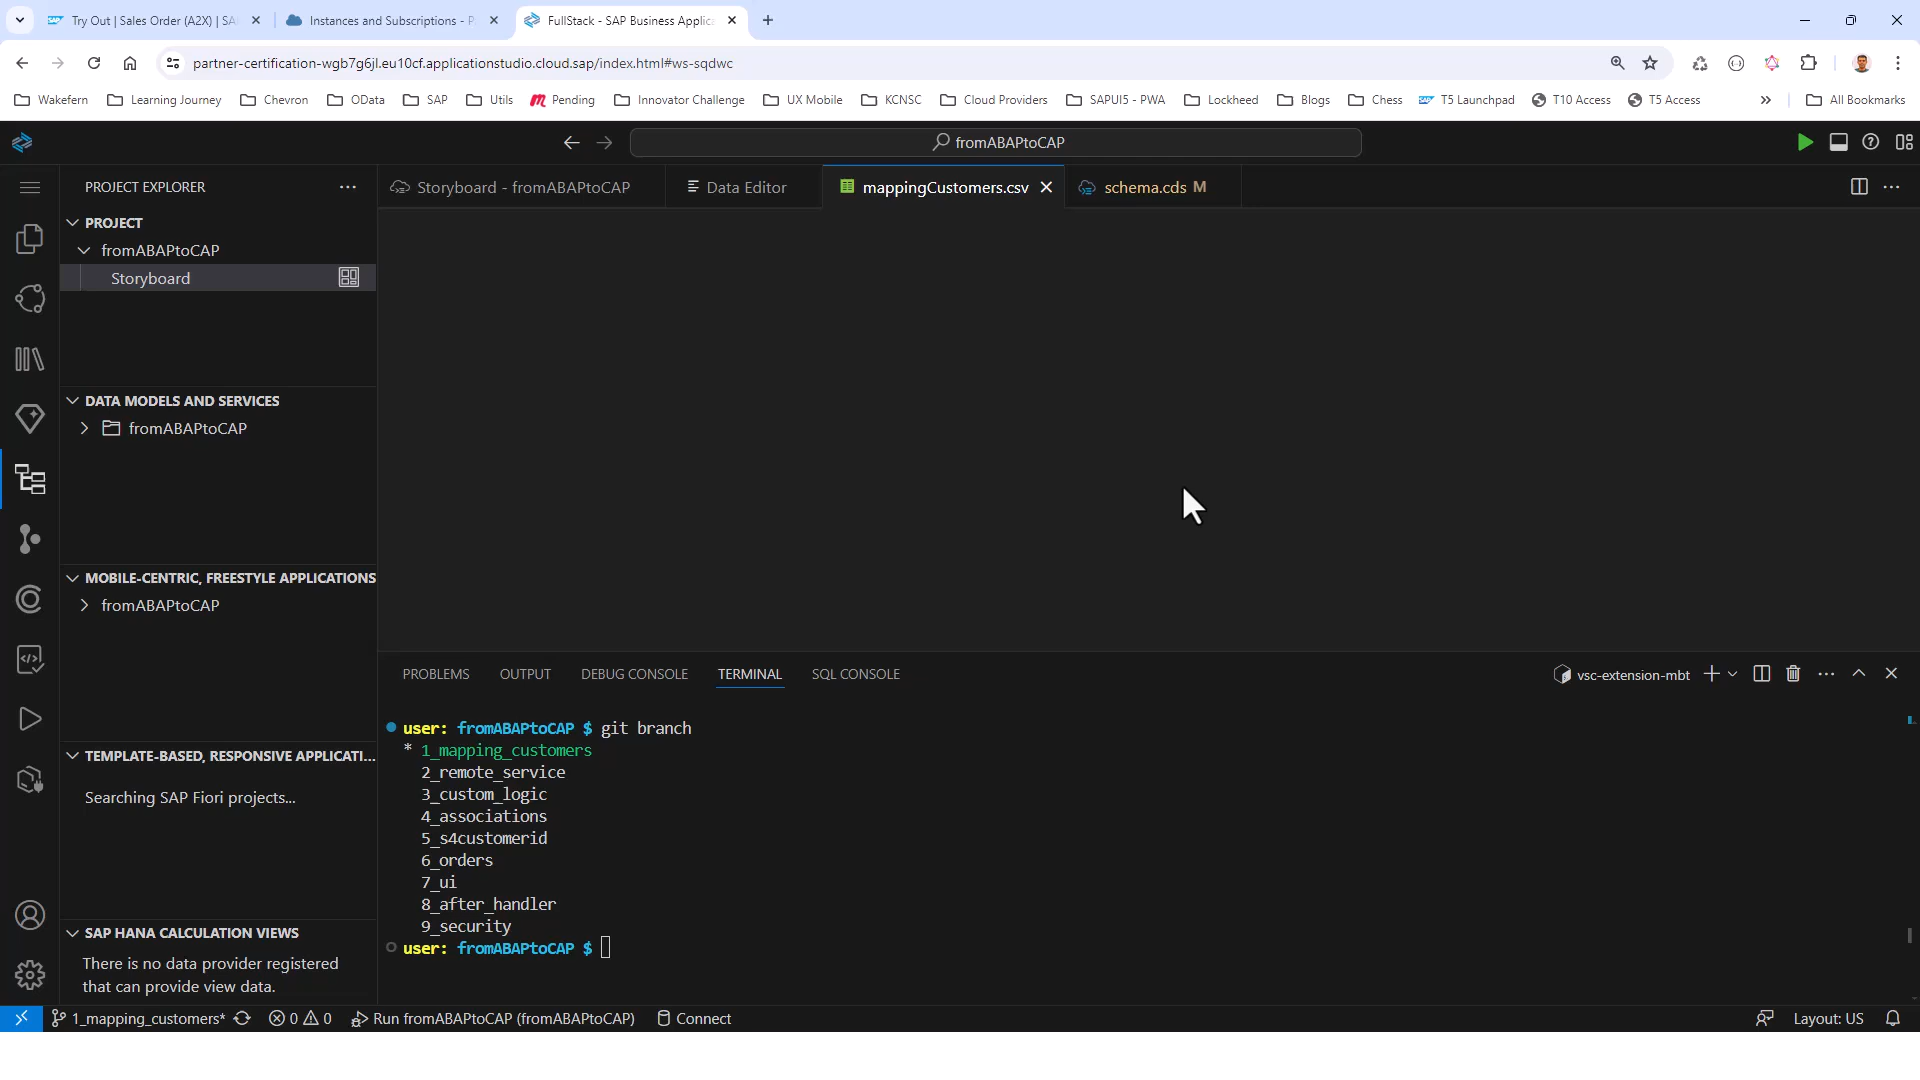 Try Out | Sales Order (A2X) | SA
Instances and Subscriptions - P
FullStack - SAP Business Applic
partner-certification-wgb7g6jl.eu10cf.applicationstudio.cloud.sap/index.html#ws-sqdwc
Wakefern
Learning Journey
Chevron
OData
SAP
Utils
Pending
Innovator Challenge
UX Mobile
KCNSC
Cloud Providers
SAPUI5 - PWA
Lockheed
Blogs
Chess
T5 Launchpad
T10 Access
T5 Access
All Bookmarks
fromABAPtoCAP
PROJECT EXPLORER
Storyboard - fromABAPtoCAP
Data Editor
mappingCustomers.csv
schema.cds M
PROJECT
fromABAPtoCAP
Storyboard
DATA MODELS AND SERVICES
fromABAPtoCAP
MOBILE-CENTRIC, FREESTYLE APPLICATIONS
fromABAPtoCAP
TEMPLATE-BASED, RESPONSIVE APPLICATI...
Searching SAP Fiori projects...
SAP HANA CALCULATION VIEWS
There is no data provider registered
that can provide view data.
PROBLEMS
OUTPUT
DEBUG CONSOLE
TERMINAL
SQL CONSOLE
vsc-extension-mbt
user: fromABAPtoCAP $ git branch
* 1_mapping_customers
2_remote_service
3_custom_logic
4_associations
5_s4customerid
6_orders
7_ui
8_after_handler
9_security
user: fromABAPtoCAP $
1_mapping_customers*
0
0
Run fromABAPtoCAP (fromABAPtoCAP)
Connect
Layout: US